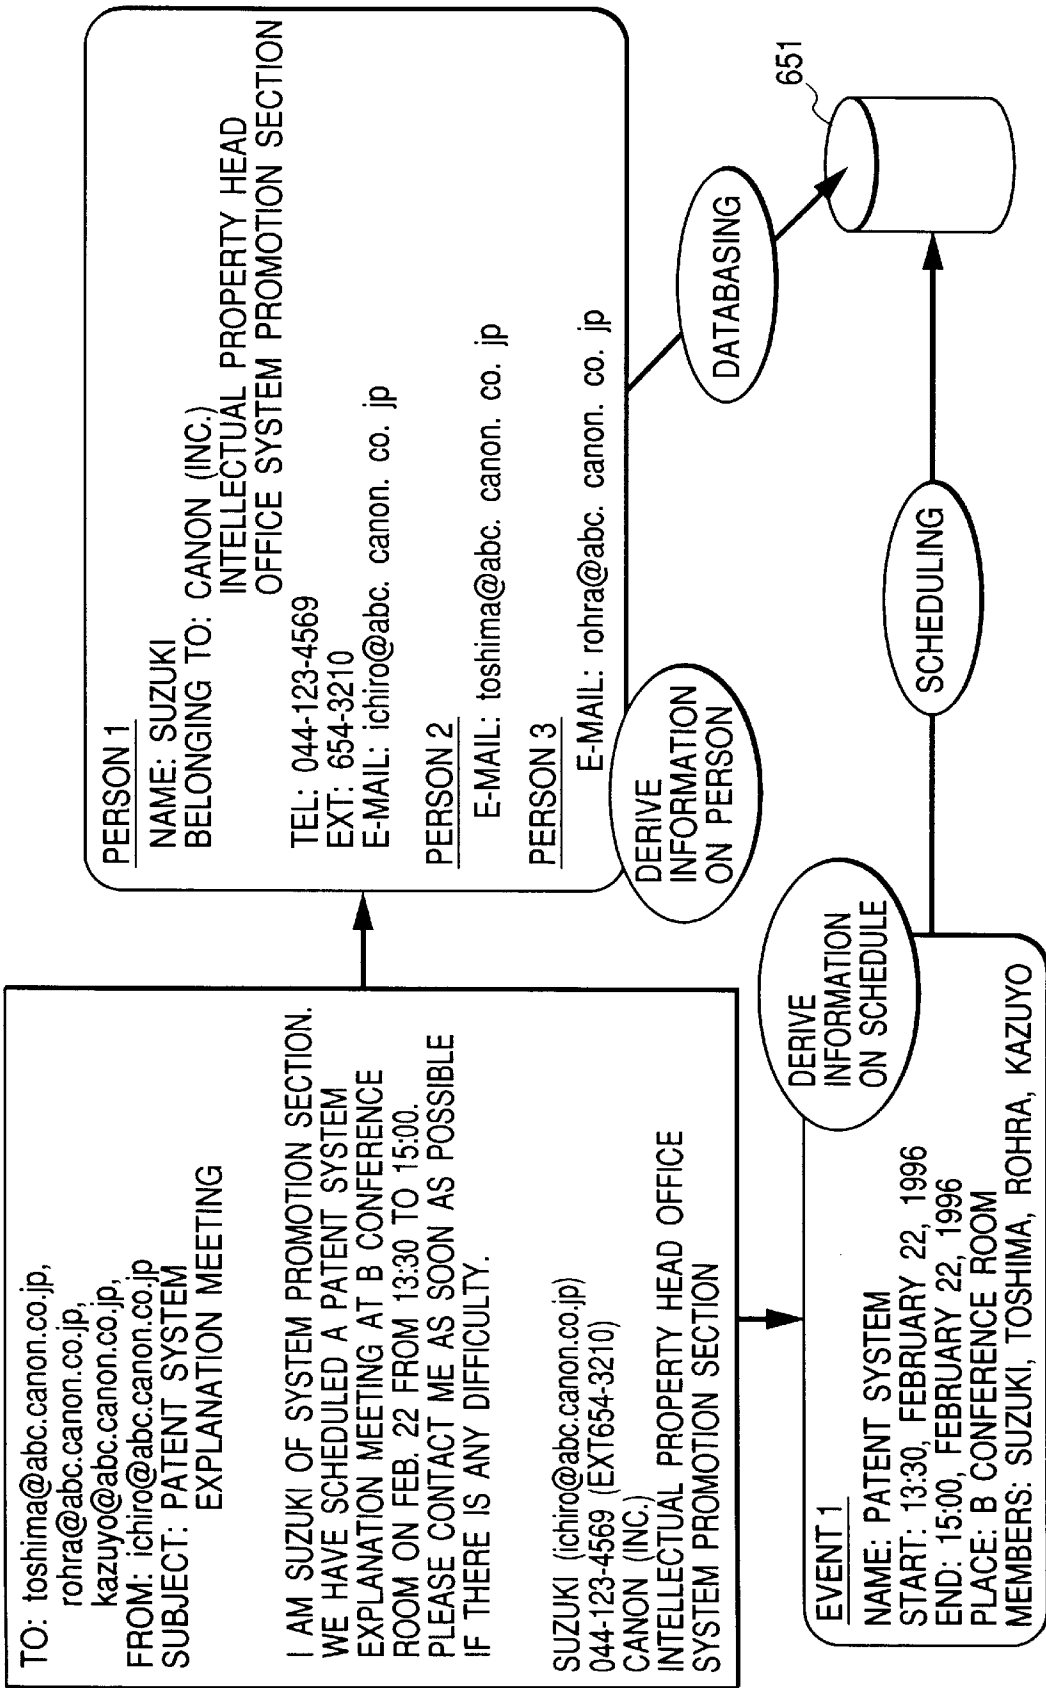 TO: toshima@abc.canon.co.jp,
rohra@abc.canon.co.jp,
kazuyo@abc.canon.co.jp,
FROM: ichiro@abc.canon.co.jp
SUBJECT: PATENT SYSTEM
EXPLANATION MEETING
I AM SUZUKI OF SYSTEM PROMOTION SECTION.
WE HAVE SCHEDULED A PATENT SYSTEM
EXPLANATION MEETING AT B CONFERENCE
ROOM ON FEB. 22 FROM 13:30 TO 15:00.
PLEASE CONTACT ME AS SOON AS POSSIBLE
IF THERE IS ANY DIFFICULTY.
SUZUKI (ichiro@abc.canon.co.jp)
044-123-4569 (EXT654-3210)
CANON (INC.)
INTELLECTUAL PROPERTY HEAD OFFICE
SYSTEM PROMOTION SECTION
PERSON 1
NAME: SUZUKI
BELONGING TO: CANON (INC.)
INTELLECTUAL PROPERTY HEAD
OFFICE SYSTEM PROMOTION SECTION
TEL: 044-123-4569
EXT: 654-3210
E-MAIL: ichiro@abc. canon. co. jp
PERSON 2
E-MAIL: toshima@abc. canon. co. jp
PERSON 3
E-MAIL: rohra@abc. canon. co. jp
DERIVE
INFORMATION
ON PERSON
DATABASING
651
EVENT 1
NAME: PATENT SYSTEM
START: 13:30, FEBRUARY 22, 1996
END: 15:00, FEBRUARY 22, 1996
PLACE: B CONFERENCE ROOM
MEMBERS: SUZUKI, TOSHIMA, ROHRA, KAZUYO
DERIVE
INFORMATION
ON SCHEDULE
SCHEDULING